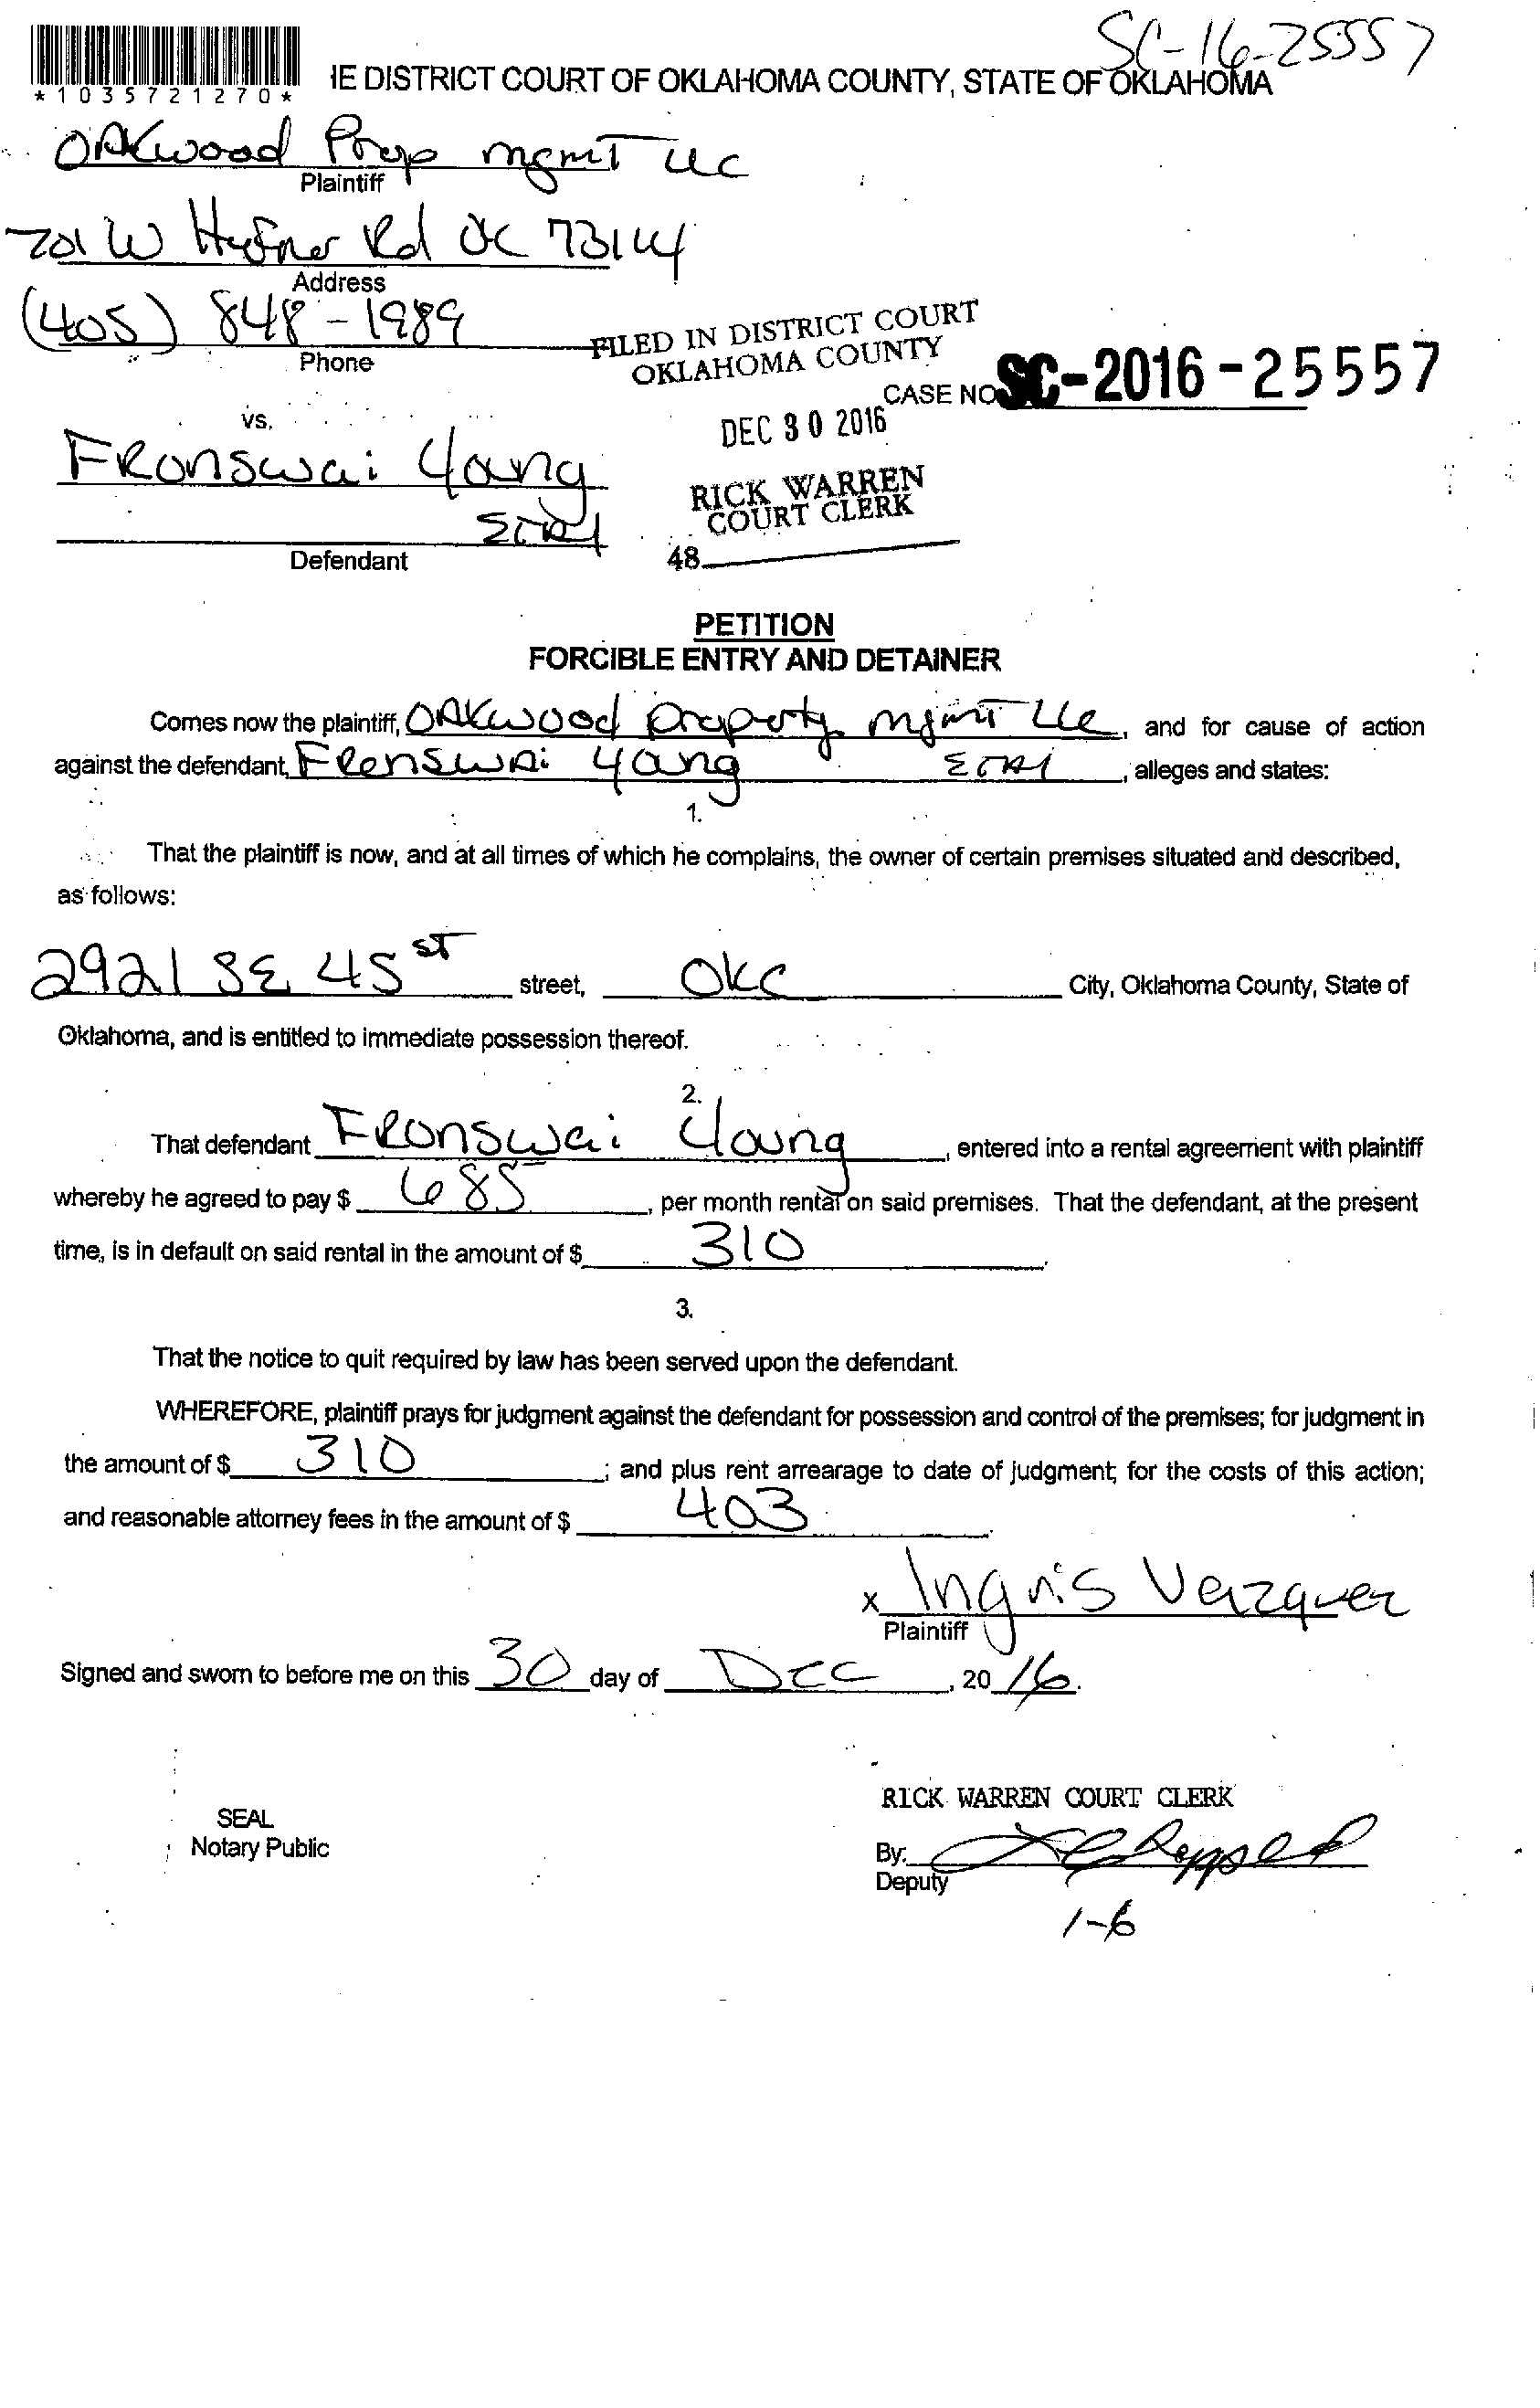 SC-16-25557
*1035721270*
IE DISTRICT COURT OF OKLAHOMA COUNTY, STATE OF OKLAHOMA
OAKwood Prop mgmT LLC
Plaintiff
701 W Hefner Rd OC 73114
Address
(405) 848-1989
Phone
FILED IN DISTRICT COURT
OKLAHOMA COUNTY
CASE NO. SC-2016-25557
DEC 30 2016
vs.
FRonswai Young
RICK WARREN
COURT CLERK
ETAl
Defendant
48
PETITION
FORCIBLE ENTRY AND DETAINER
Comes now the plaintiff, OAKwood property mgmt LLC, and for cause of action
against the defendant, FRonswai Young ETAl, alleges and states:
1.
That the plaintiff is now, and at all times of which he complains, the owner of certain premises situated and described,
as follows:
2921 SE 45 ST street, OKC City, Oklahoma County, State of
Oklahoma, and is entitled to immediate possession thereof.
2.
That defendant FRonswai Young, entered into a rental agreement with plaintiff
whereby he agreed to pay $ 685, per month rental on said premises. That the defendant, at the present
time, is in default on said rental in the amount of $ 310.
3.
That the notice to quit required by law has been served upon the defendant.
WHEREFORE, plaintiff prays for judgment against the defendant for possession and control of the premises; for judgment in
the amount of $ 310; and plus rent arrearage to date of judgment; for the costs of this action;
and reasonable attorney fees in the amount of $ 403.
x Ingris Vazquez
Plaintiff
Signed and sworn to before me on this 30 day of Dec, 2016.
RICK WARREN COURT CLERK
SEAL
Notary Public
By:
Deputy
1-6